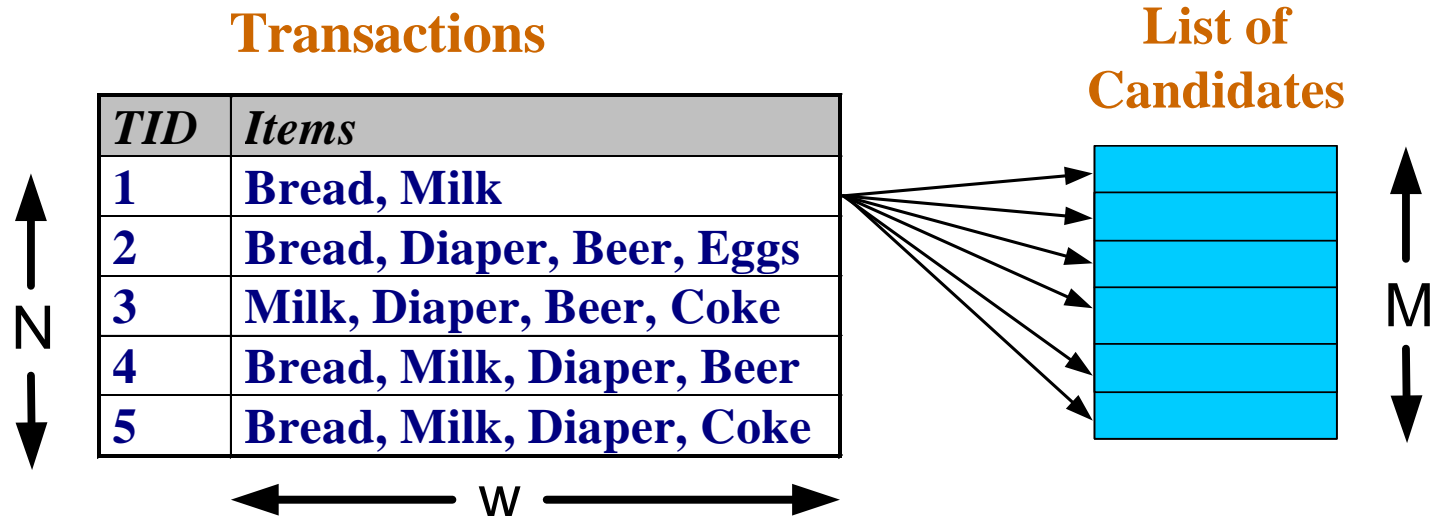 Transactions
List of
Candidates
TID Items
1 Bread, Milk
2 Bread, Diaper, Beer, Eggs
3 Milk, Diaper, Beer, Coke
4 Bread, Milk, Diaper, Beer
5 Bread, Milk, Diaper, Coke
N
M
w